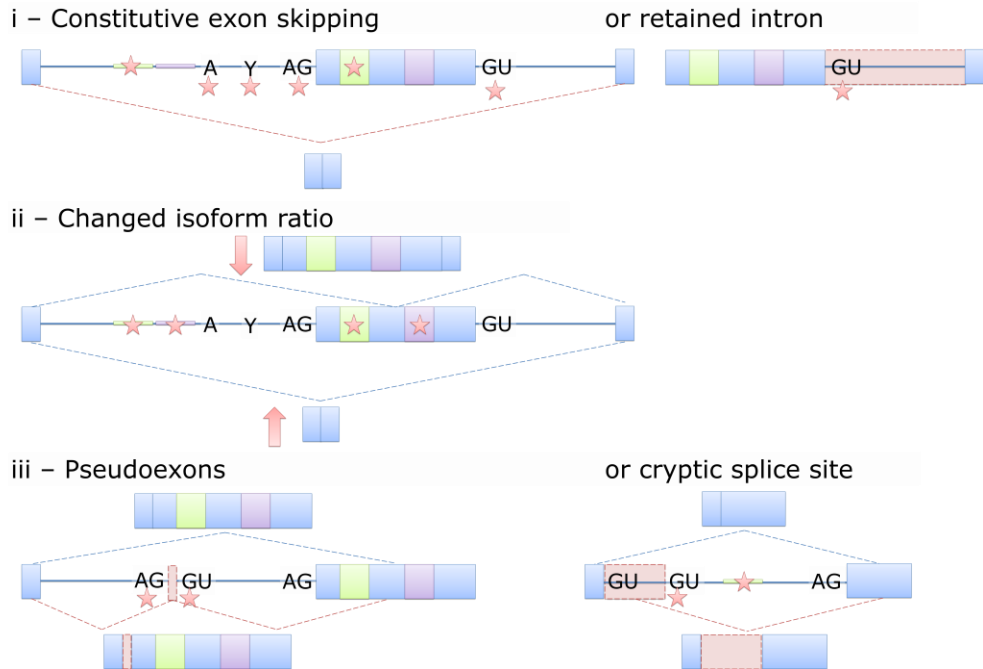 i – Constitutive exon skipping
or retained intron
A Y AG GU
GU
ii – Changed isoform ratio
A Y AG GU
iii – Pseudoexons
or cryptic splice site
AG GU AG
GU GU AG